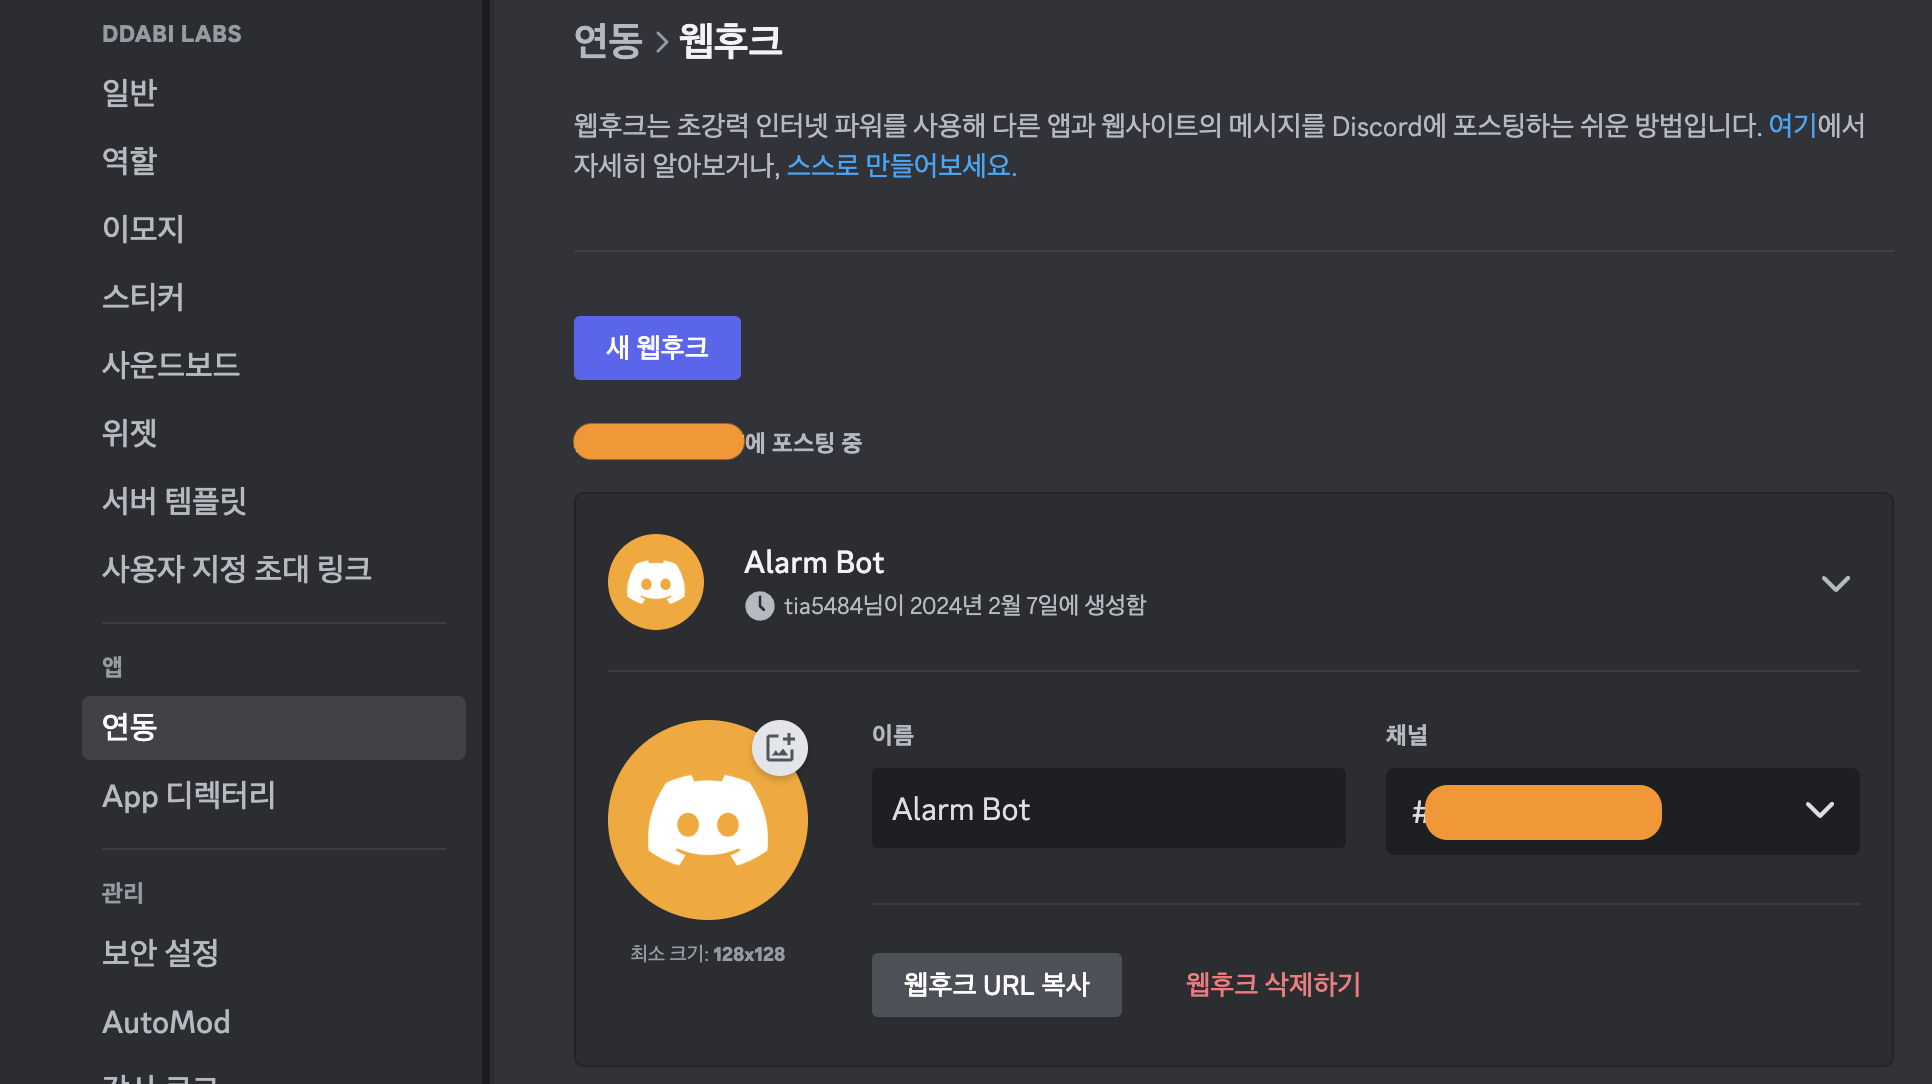 DDABI LABS
일반
역할
이모지
스티커
사운드보드
위젯
서버 템플릿
사용자 지정 초대 링크
앱
연동
App 디렉터리
관리
보안 설정
AutoMod
연동 > 웹후크
웹후크는 초강력 인터넷 파워를 사용해 다른 앱과 웹사이트의 메시지를 Discord에 포스팅하는 쉬운 방법입니다. 여기에서
자세히 알아보거나, 스스로 만들어보세요.
새 웹후크
에 포스팅 중
Alarm Bot
tia5484님이 2024년 2월 7일에 생성함
이름
채널
Alarm Bot
#
최소 크기: 128x128
웹후크 URL 복사
웹후크 삭제하기